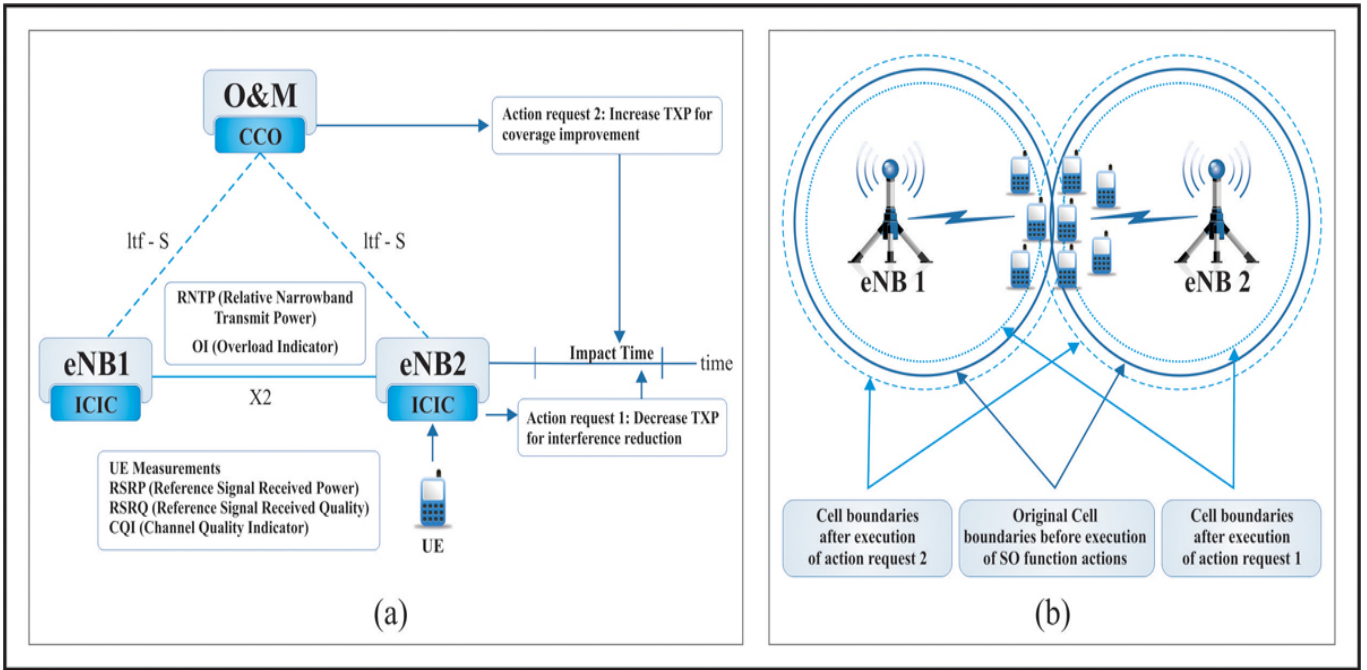 O&M
CCO
Action request 2: Increase TXP for
coverage improvement
ltf - S
ltf - S
RNTP (Relative Narrowband
Transmit Power)
OI (Overload Indicator)
eNB1
ICIC
X2
eNB2
ICIC
Impact Time
time
Action request 1: Decrease TXP
for interference reduction
UE Measurements
RSRP (Reference Signal Received Power)
RSRQ (Reference Signal Received Quality)
CQI (Channel Quality Indicator)
UE
(a)
eNB 1
eNB 2
Cell boundaries
after execution
of action request 2
Original Cell
boundaries before execution
of SO function actions
Cell boundaries
after execution
of action request 1
(b)